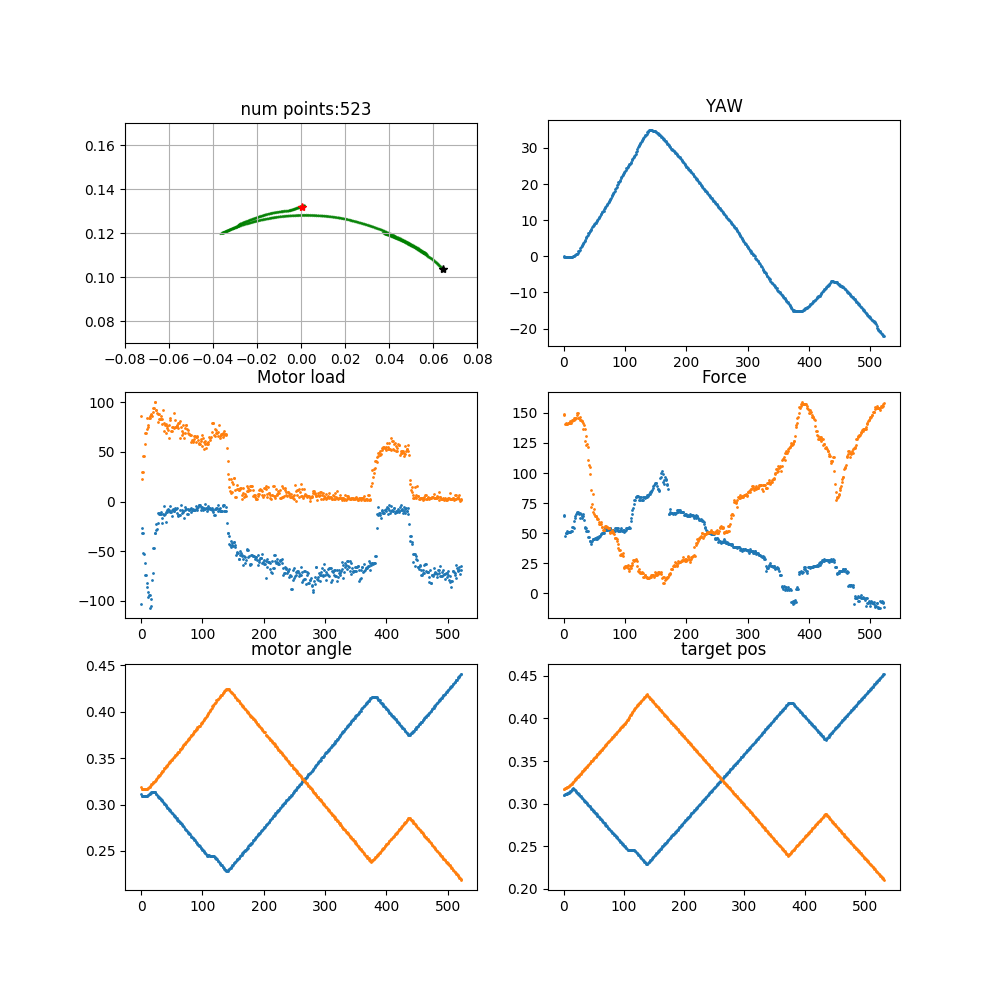 num points:523
0.16
0.14
0.12
0.10
0.08
−0.08 −0.06 −0.04 −0.02 0.00 0.02 0.04 0.06 0.08
YAW
30
20
10
0
−10
−20
0 100 200 300 400 500
Motor load
100
50
0
−50
−100
0 100 200 300 400 500
Force
150
125
100
75
50
25
0
0 100 200 300 400 500
motor angle
0.45
0.40
0.35
0.30
0.25
0 100 200 300 400 500
target pos
0.45
0.40
0.35
0.30
0.25
0.20
0 100 200 300 400 500